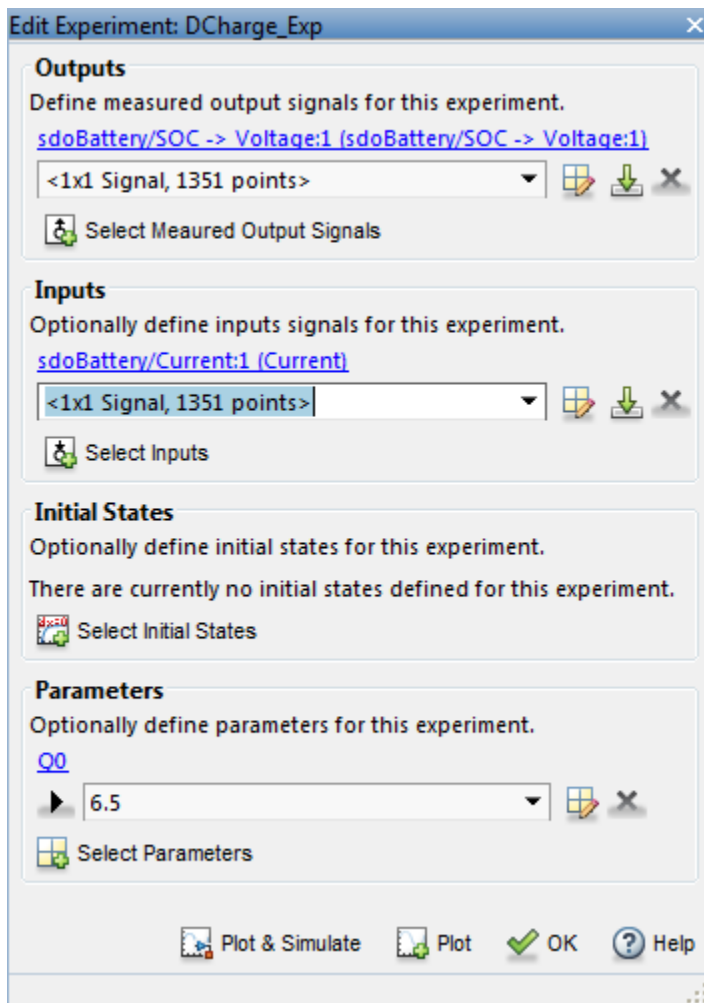 Edit Experiment: DCharge_Exp
Outputs
Define measured output signals for this experiment.
sdoBattery/SOC -> Voltage:1 (sdoBattery/SOC -> Voltage:1)
<1x1 Signal, 1351 points>
Select Meaured Output Signals
Inputs
Optionally define inputs signals for this experiment.
sdoBattery/Current:1 (Current)
<1x1 Signal, 1351 points>
Select Inputs
Initial States
Optionally define initial states for this experiment.
There are currently no initial states defined for this experiment.
Select Initial States
Parameters
Optionally define parameters for this experiment.
Q0
6.5
Select Parameters
Plot & Simulate Plot OK Help